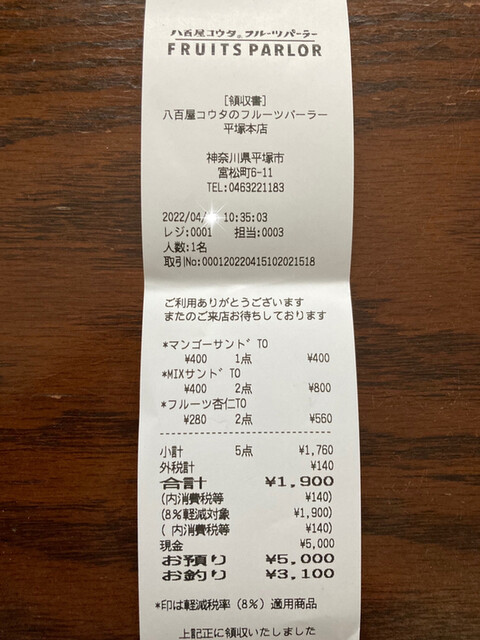 八百屋コウタ®フルーツパーラー
FRUITS PARLOR
[領収書]
八百屋コウタのフルーツパーラー
平塚本店
神奈川県平塚市
宮松町6-11
TEL:0463221183
2022/04/ 10:35:03
レジ:0001 担当:0003
人数:1名
取引No:000120220415102021518
ご利用ありがとうございます
またのご来店お待ちしております
*マンゴーサンドﾞTO
¥400 1点 ¥400
*MIXサンドﾞTO
¥400 2点 ¥800
*フルーツ杏仁TO
¥280 2点 ¥560
小計 5点 ¥1,760
外税計 ¥140
合計 ¥1,900
(内消費税等 ¥140)
(8%軽減対象 ¥1,900)
( 内消費税等 ¥140)
現金 ¥5,000
お預り ¥5,000
お釣り ¥3,100
*印は軽減税率(8%)適用商品
上記正に領収いたしました